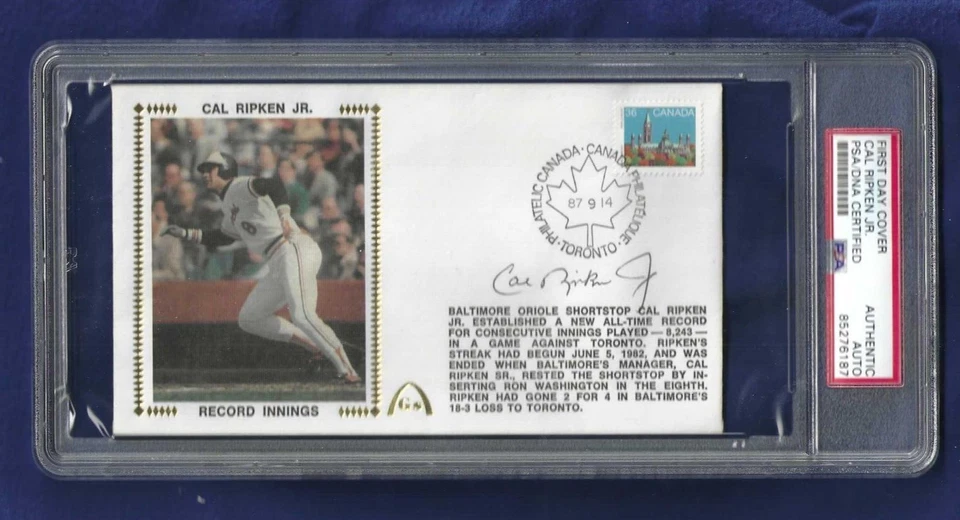 CAL RIPKEN JR.
8
RECORD INNINGS
Gs
36 CANADA
PHILATELIC CANADA · CANADA PHILATÉLIQUE
87 9 14
· TORONTO ·
Cal Ripken Jr
BALTIMORE ORIOLE SHORTSTOP CAL RIPKEN
JR. ESTABLISHED A NEW ALL-TIME RECORD
FOR CONSECUTIVE INNINGS PLAYED — 8,243 —
IN A GAME AGAINST TORONTO. RIPKEN'S
STREAK HAD BEGUN JUNE 5, 1982, AND WAS
ENDED WHEN BALTIMORE'S MANAGER, CAL
RIPKEN SR., RESTED THE SHORTSTOP BY IN-
SERTING RON WASHINGTON IN THE EIGHTH.
RIPKEN HAD GONE 2 FOR 4 IN BALTIMORE'S
18-3 LOSS TO TORONTO.
FIRST DAY COVER
CAL RIPKEN JR.
PSA/DNA CERTIFIED
AUTHENTIC
AUTO
85276187
PSA